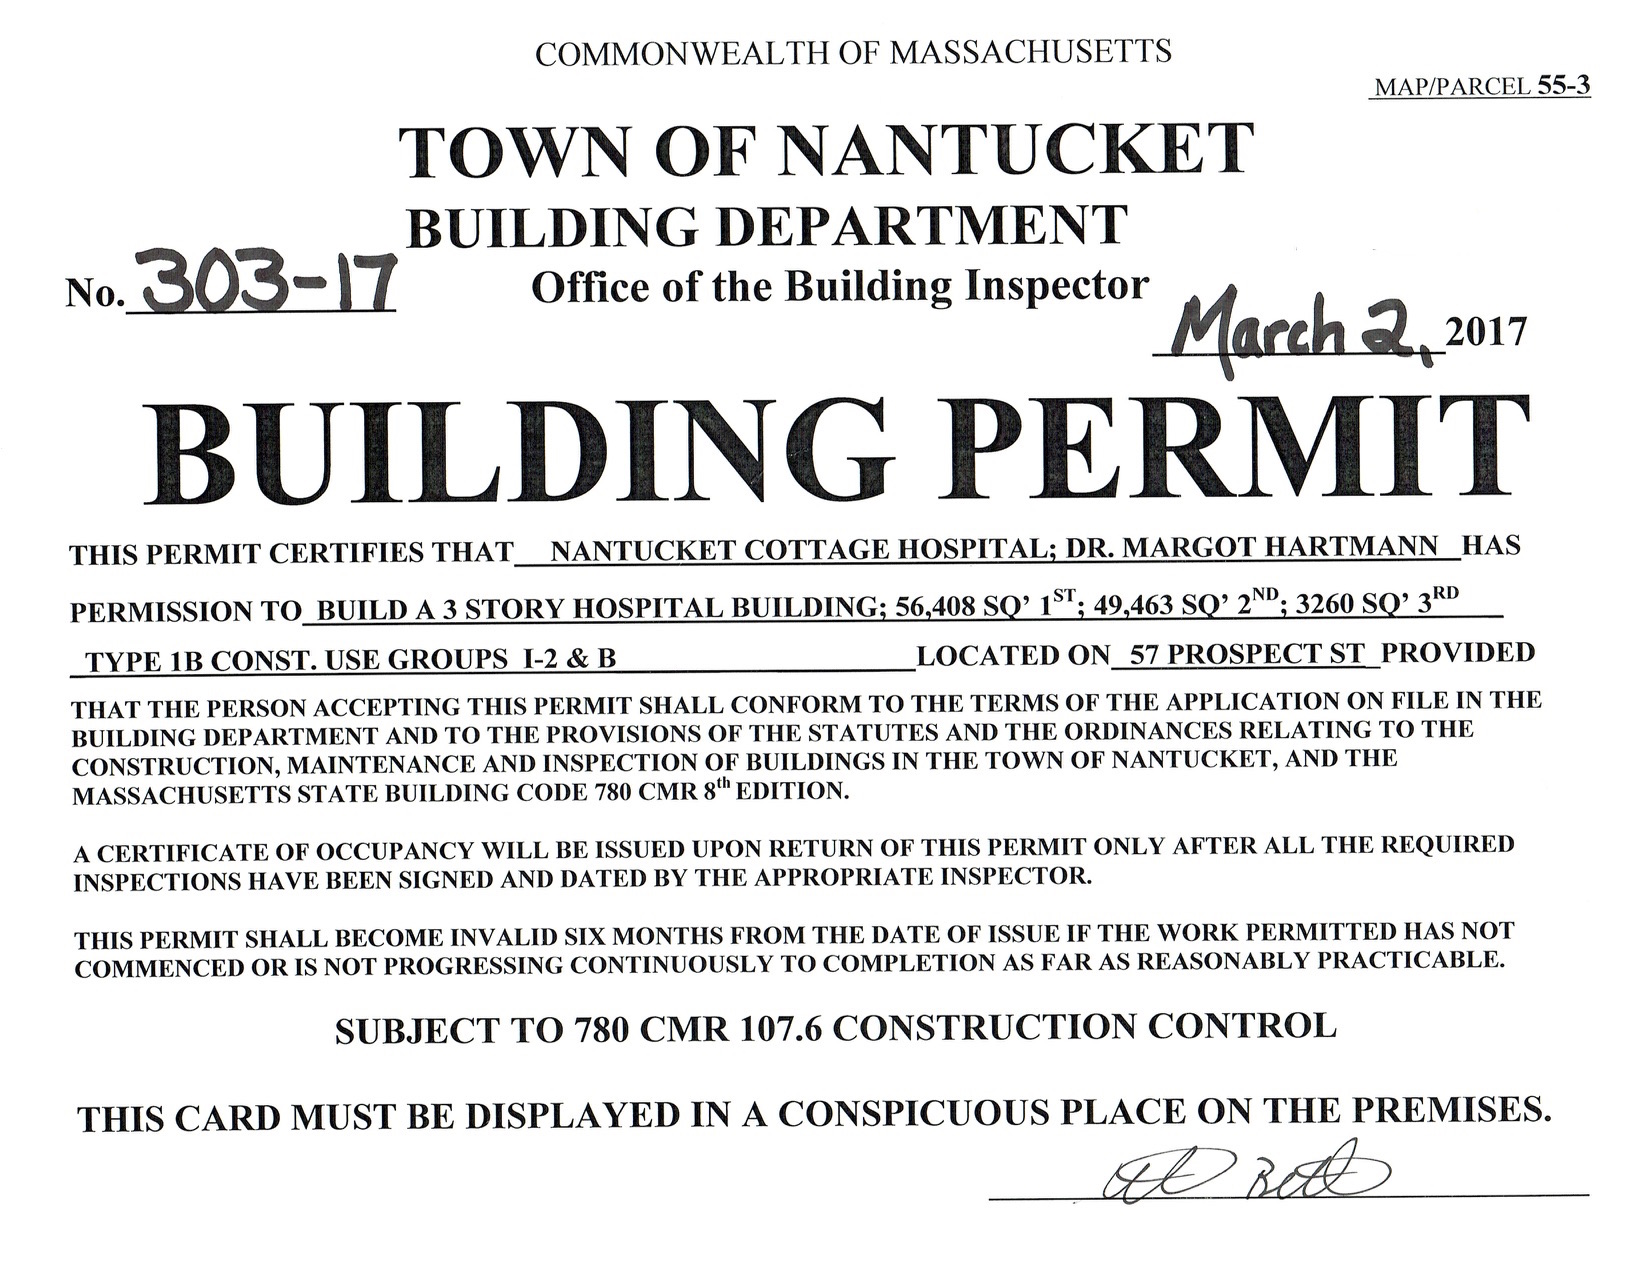 COMMONWEALTH OF MASSACHUSETTS
MAP/PARCEL 55-3
TOWN OF NANTUCKET
BUILDING DEPARTMENT
No. 303-17 Office of the Building Inspector
March 2, 2017
BUILDING PERMIT
THIS PERMIT CERTIFIES THAT NANTUCKET COTTAGE HOSPITAL; DR. MARGOT HARTMANN HAS
PERMISSION TO BUILD A 3 STORY HOSPITAL BUILDING; 56,408 SQ' 1ST; 49,463 SQ' 2ND; 3260 SQ' 3RD
TYPE 1B CONST. USE GROUPS I-2 & B LOCATED ON 57 PROSPECT ST PROVIDED
THAT THE PERSON ACCEPTING THIS PERMIT SHALL CONFORM TO THE TERMS OF THE APPLICATION ON FILE IN THE
BUILDING DEPARTMENT AND TO THE PROVISIONS OF THE STATUTES AND THE ORDINANCES RELATING TO THE
CONSTRUCTION, MAINTENANCE AND INSPECTION OF BUILDINGS IN THE TOWN OF NANTUCKET, AND THE
MASSACHUSETTS STATE BUILDING CODE 780 CMR 8th EDITION.
A CERTIFICATE OF OCCUPANCY WILL BE ISSUED UPON RETURN OF THIS PERMIT ONLY AFTER ALL THE REQUIRED
INSPECTIONS HAVE BEEN SIGNED AND DATED BY THE APPROPRIATE INSPECTOR.
THIS PERMIT SHALL BECOME INVALID SIX MONTHS FROM THE DATE OF ISSUE IF THE WORK PERMITTED HAS NOT
COMMENCED OR IS NOT PROGRESSING CONTINUOUSLY TO COMPLETION AS FAR AS REASONABLY PRACTICABLE.
SUBJECT TO 780 CMR 107.6 CONSTRUCTION CONTROL
THIS CARD MUST BE DISPLAYED IN A CONSPICUOUS PLACE ON THE PREMISES.